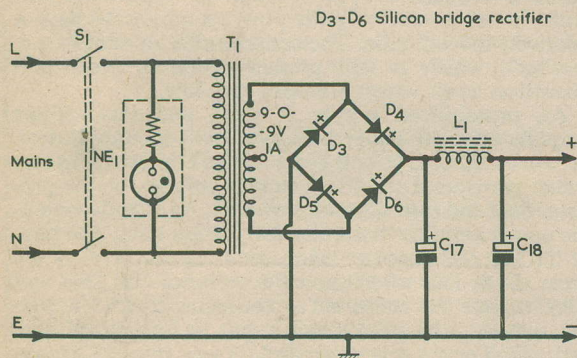 D3-D6 Silicon bridge rectifier
L
S1
T1
9-0-
-9V
1A
D3
D4
D5
D6
L1
+
Mains
NE1
+
C17
+
C18
N
E
−